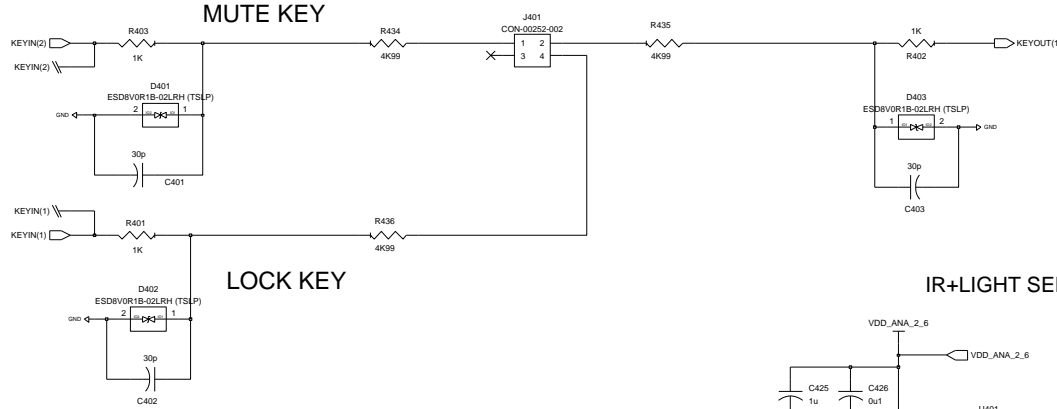 MUTE KEY
KEYIN(2)
R403
1K
KEYIN(2)
R434
4K99
J401
CON-00252-002
1 2
3 4
R435
4K99
1K
R402
KEYOUT(1
D401
ESD8V0R1B-02LRH (TSLP)
GND
2
1
30p
C401
D403
ESD8V0R1B-02LRH (TSLP)
1
2
GND
30p
C403
KEYIN(1)
KEYIN(1)
R401
1K
R436
4K99
LOCK KEY
D402
ESD8V0R1B-02LRH (TSLP)
GND
2
1
30p
C402
IR+LIGHT SE
VDD_ANA_2_6
VDD_ANA_2_6
C425
1u
C426
0u1